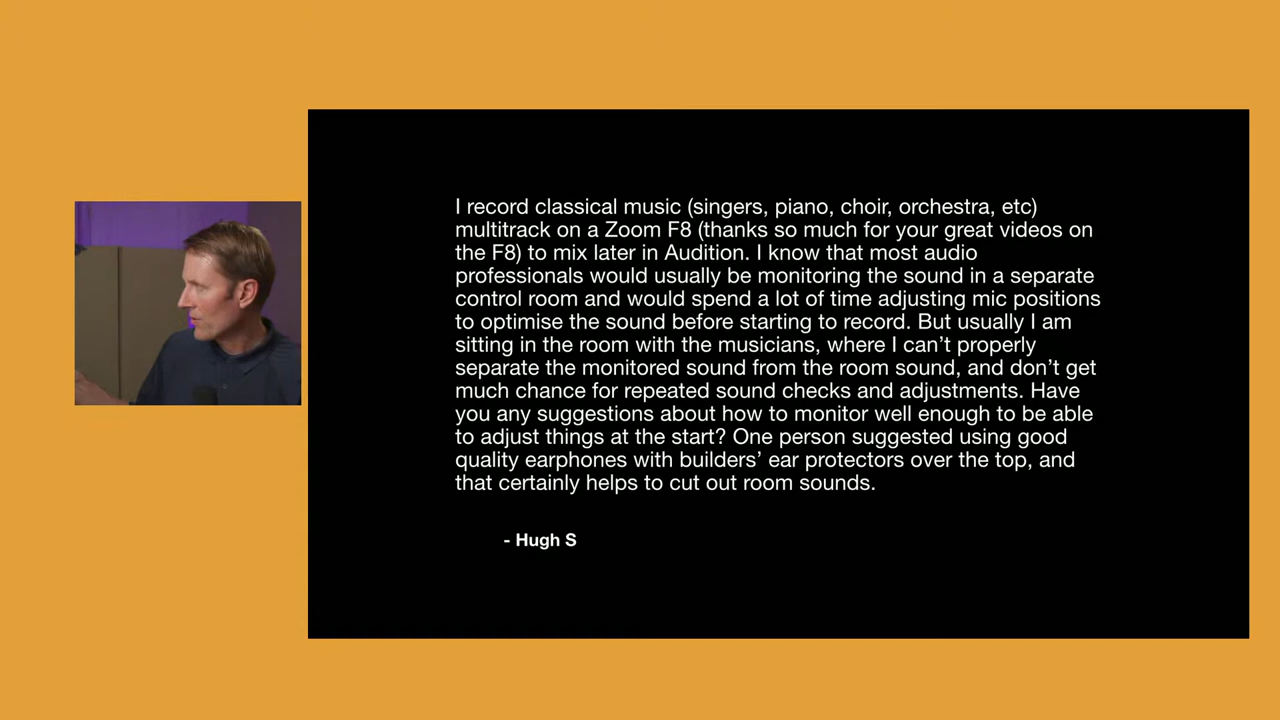 I record classical music (singers, piano, choir, orchestra, etc)
multitrack on a Zoom F8 (thanks so much for your great videos on
the F8) to mix later in Audition. I know that most audio
professionals would usually be monitoring the sound in a separate
control room and would spend a lot of time adjusting mic positions
to optimise the sound before starting to record. But usually I am
sitting in the room with the musicians, where I can’t properly
separate the monitored sound from the room sound, and don’t get
much chance for repeated sound checks and adjustments. Have
you any suggestions about how to monitor well enough to be able
to adjust things at the start? One person suggested using good
quality earphones with builders’ ear protectors over the top, and
that certainly helps to cut out room sounds.
- Hugh S